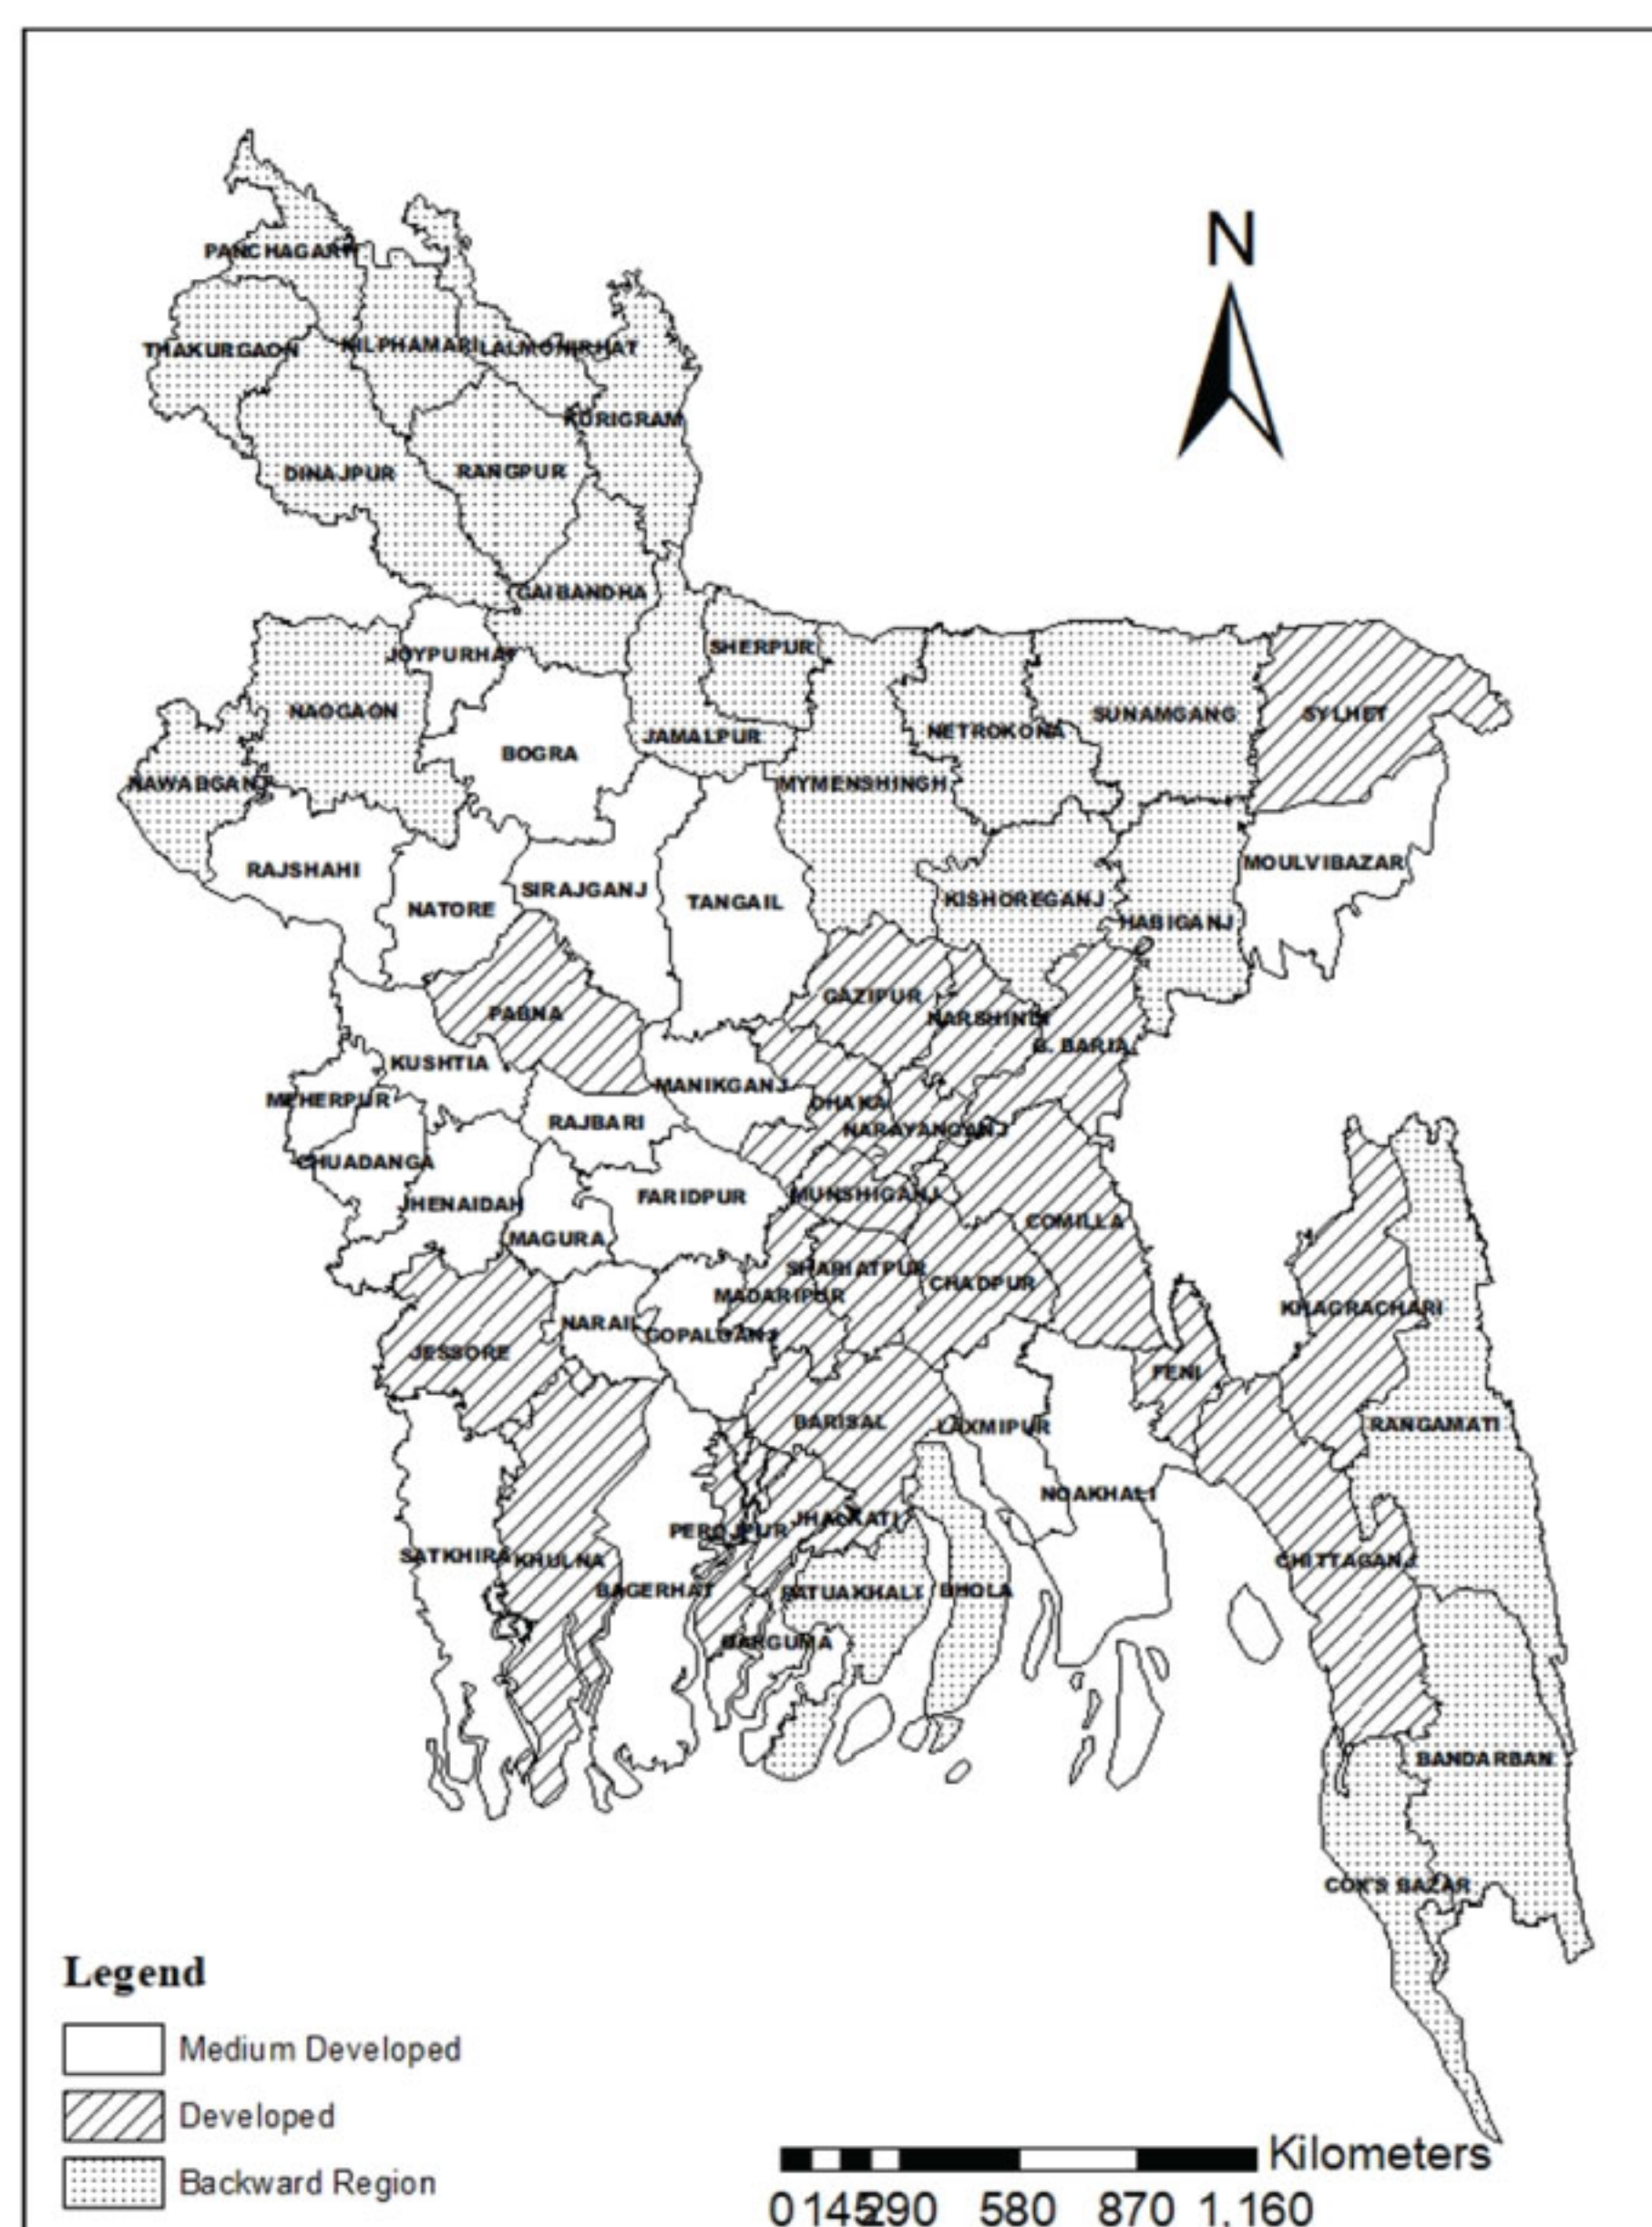 N
PANCHAGARH
THAKURGAON
NILPHAMARI
LALMONIRHAT
KURIGRAM
DINAJPUR
RANGPUR
GAIBANDHA
JOYPURHAT
SHERPUR
NAOGAON
NETROKONA
SUNAMGANG
SYLHET
JAMALPUR
BOGRA
NAWABGANJ
MYMENSHINGH
RAJSHAHI
MOULVIBAZAR
NATORE
SIRAJGANJ
TANGAIL
KISHOREGANJ
HABIGANJ
GAZIPUR
PABNA
NARSHINDI
B. BARIA
KUSHTIA
MANIKGANJ
MEHERPUR
DHAKA
RAJBARI
NARAYANGANJ
CHUADANGA
JHENAIDAH
FARIDPUR
MUNSHIGANJ
MAGURA
COMILLA
SHARIATPUR
CHADPUR
MADARIPUR
KHAGRACHARI
NARAIL
GOPALGANJ
JESSORE
FENI
BARISAL
LAXMIPUR
RANGAMATI
NOAKHALI
PEROJPUR
JHALKATI
SATKHIRA
KHULNA
CHITTAGANJ
BAGERHAT
PATUAKHALI
BHOLA
BARGUMA
BANDARBAN
COX'S BAZAR
Legend
Medium Developed
Developed
Backward Region
Kilometers
0 145 290 580 870 1,160